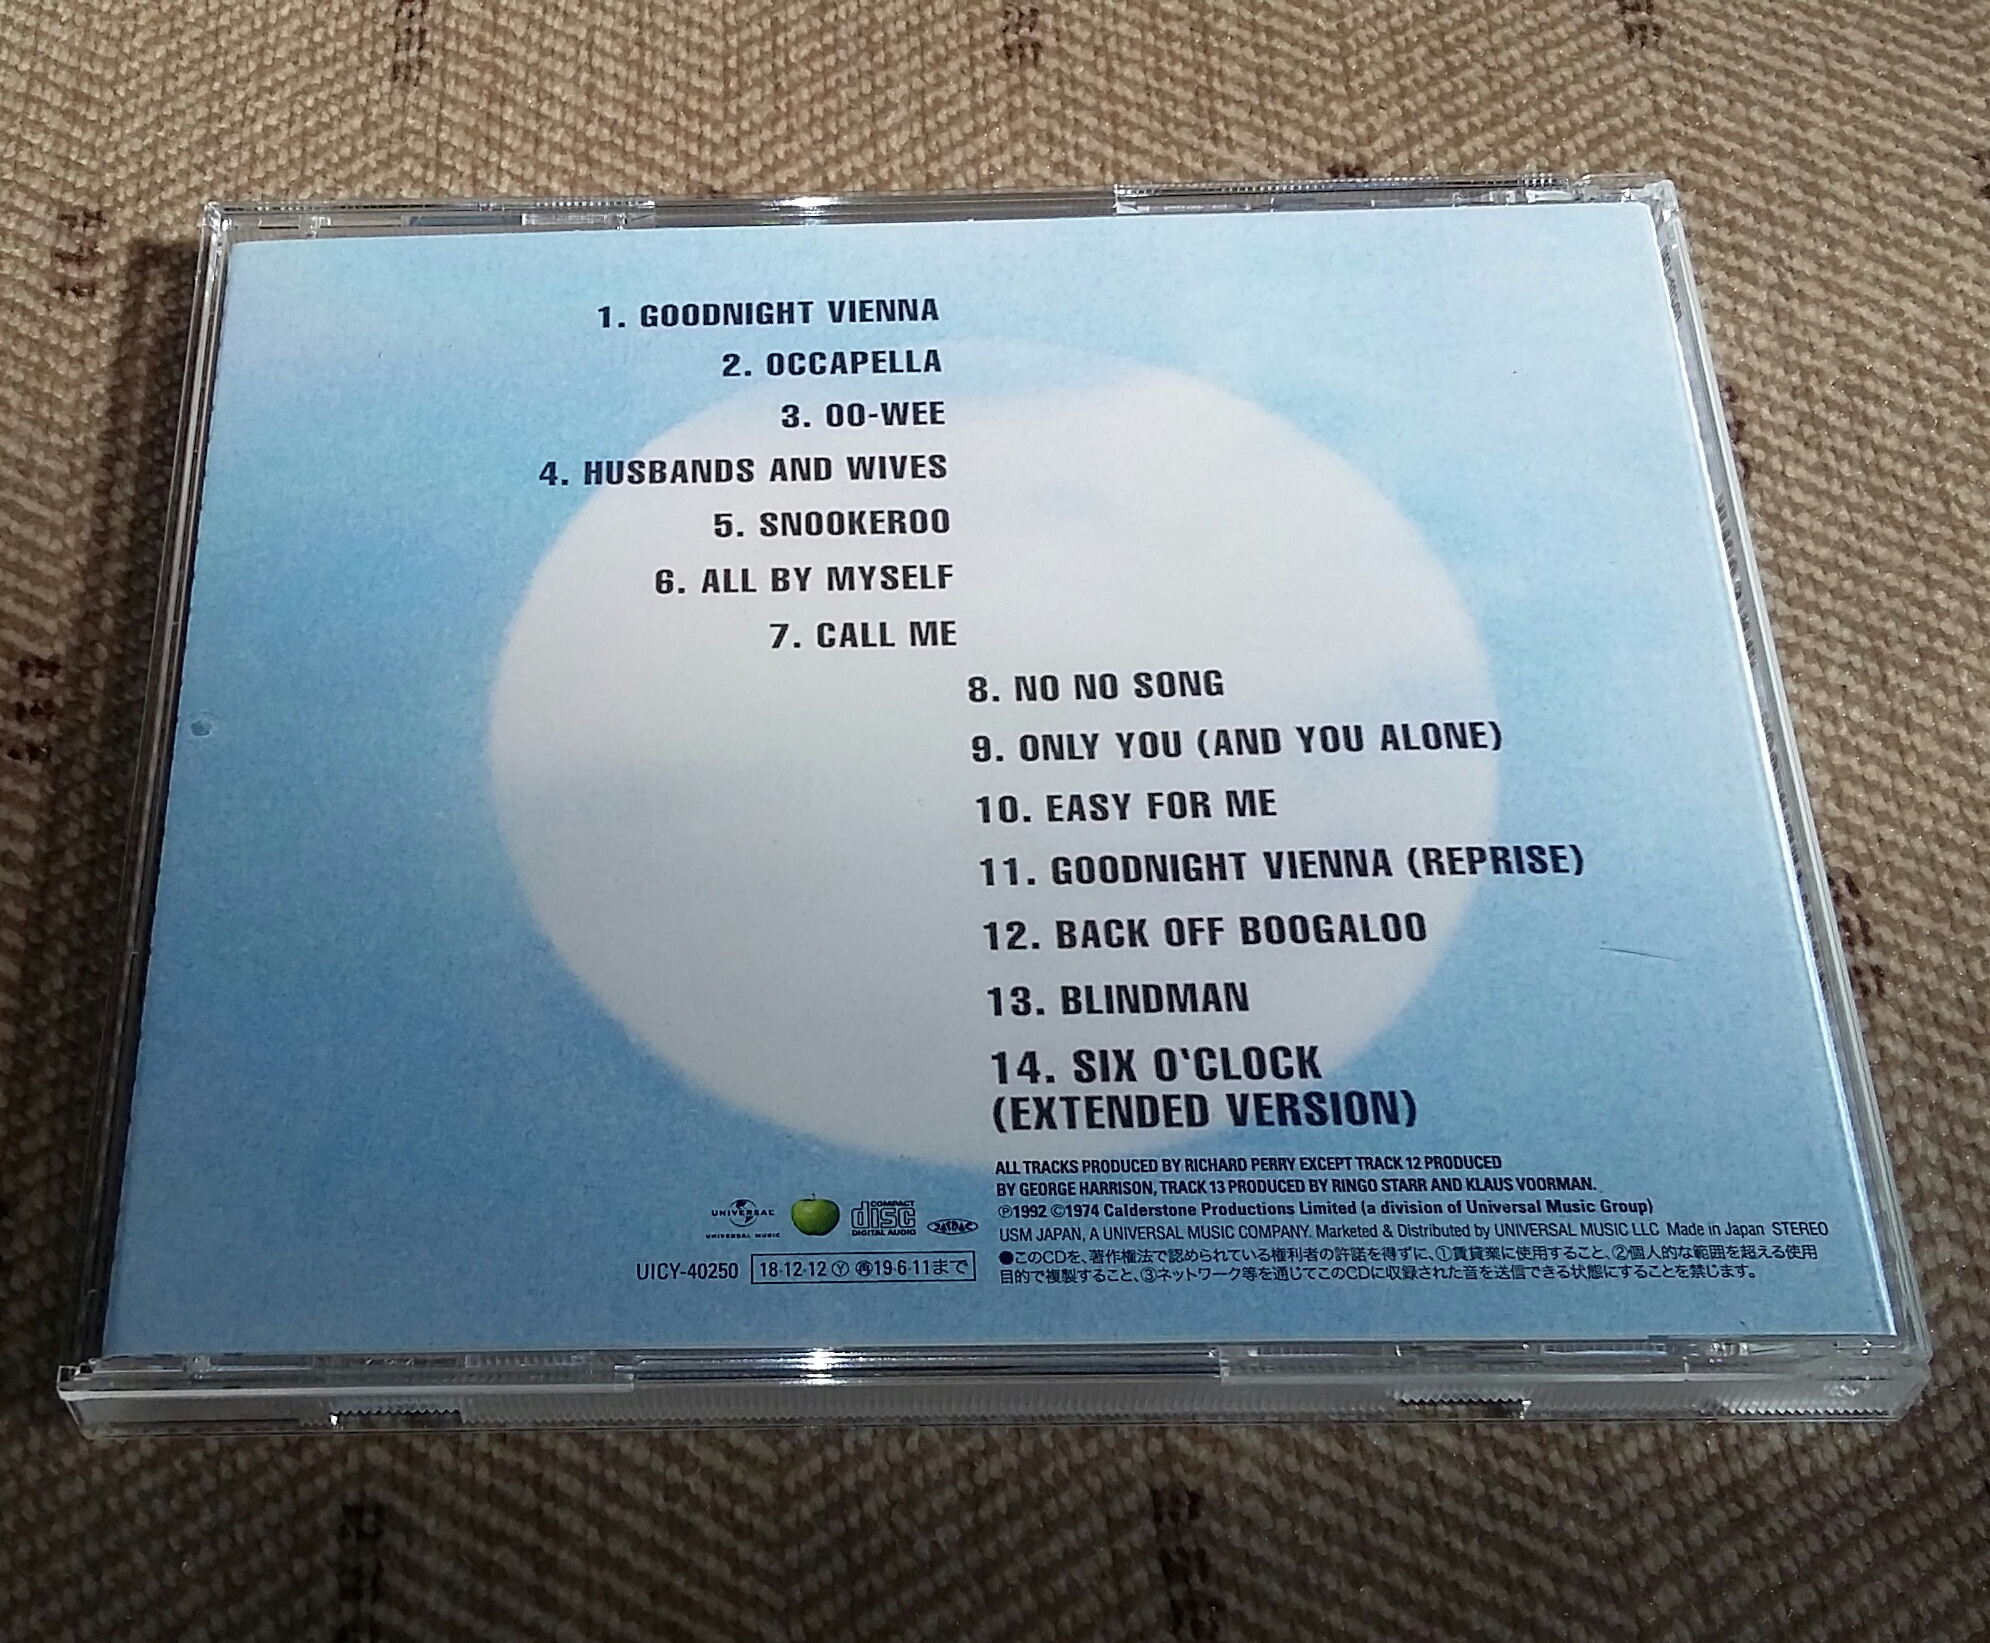 1. GOODNIGHT VIENNA
2. OCCAPELLA
3. OO-WEE
4. HUSBANDS AND WIVES
5. SNOOKEROO
6. ALL BY MYSELF
7. CALL ME
8. NO NO SONG
9. ONLY YOU (AND YOU ALONE)
10. EASY FOR ME
11. GOODNIGHT VIENNA (REPRISE)
12. BACK OFF BOOGALOO
13. BLINDMAN
14. SIX O'CLOCK
(EXTENDED VERSION)
ALL TRACKS PRODUCED BY RICHARD PERRY EXCEPT TRACK 12 PRODUCED
BY GEORGE HARRISON, TRACK 13 PRODUCED BY RINGO STARR AND KLAUS VOORMAN.
℗1992 ©1974 Calderstone Productions Limited (a division of Universal Music Group)
USM JAPAN, A UNIVERSAL MUSIC COMPANY. Marketed & Distributed by UNIVERSAL MUSIC LLC Made in Japan STEREO
●このCDを、著作権法で認められている権利者の許諾を得ずに、①賃貸業に使用すること、②個人的な範囲を超える使用
目的で複製すること、③ネットワーク等を通じてこのCDに収録された音を送信できる状態にすることを禁じます。
UNIVERSAL
UNIVERSAL MUSIC
COMPACT
disc
DIGITAL AUDIO
JASRAC
UICY-40250
18·12·12 Ⓨ ㊄19·6·11まで